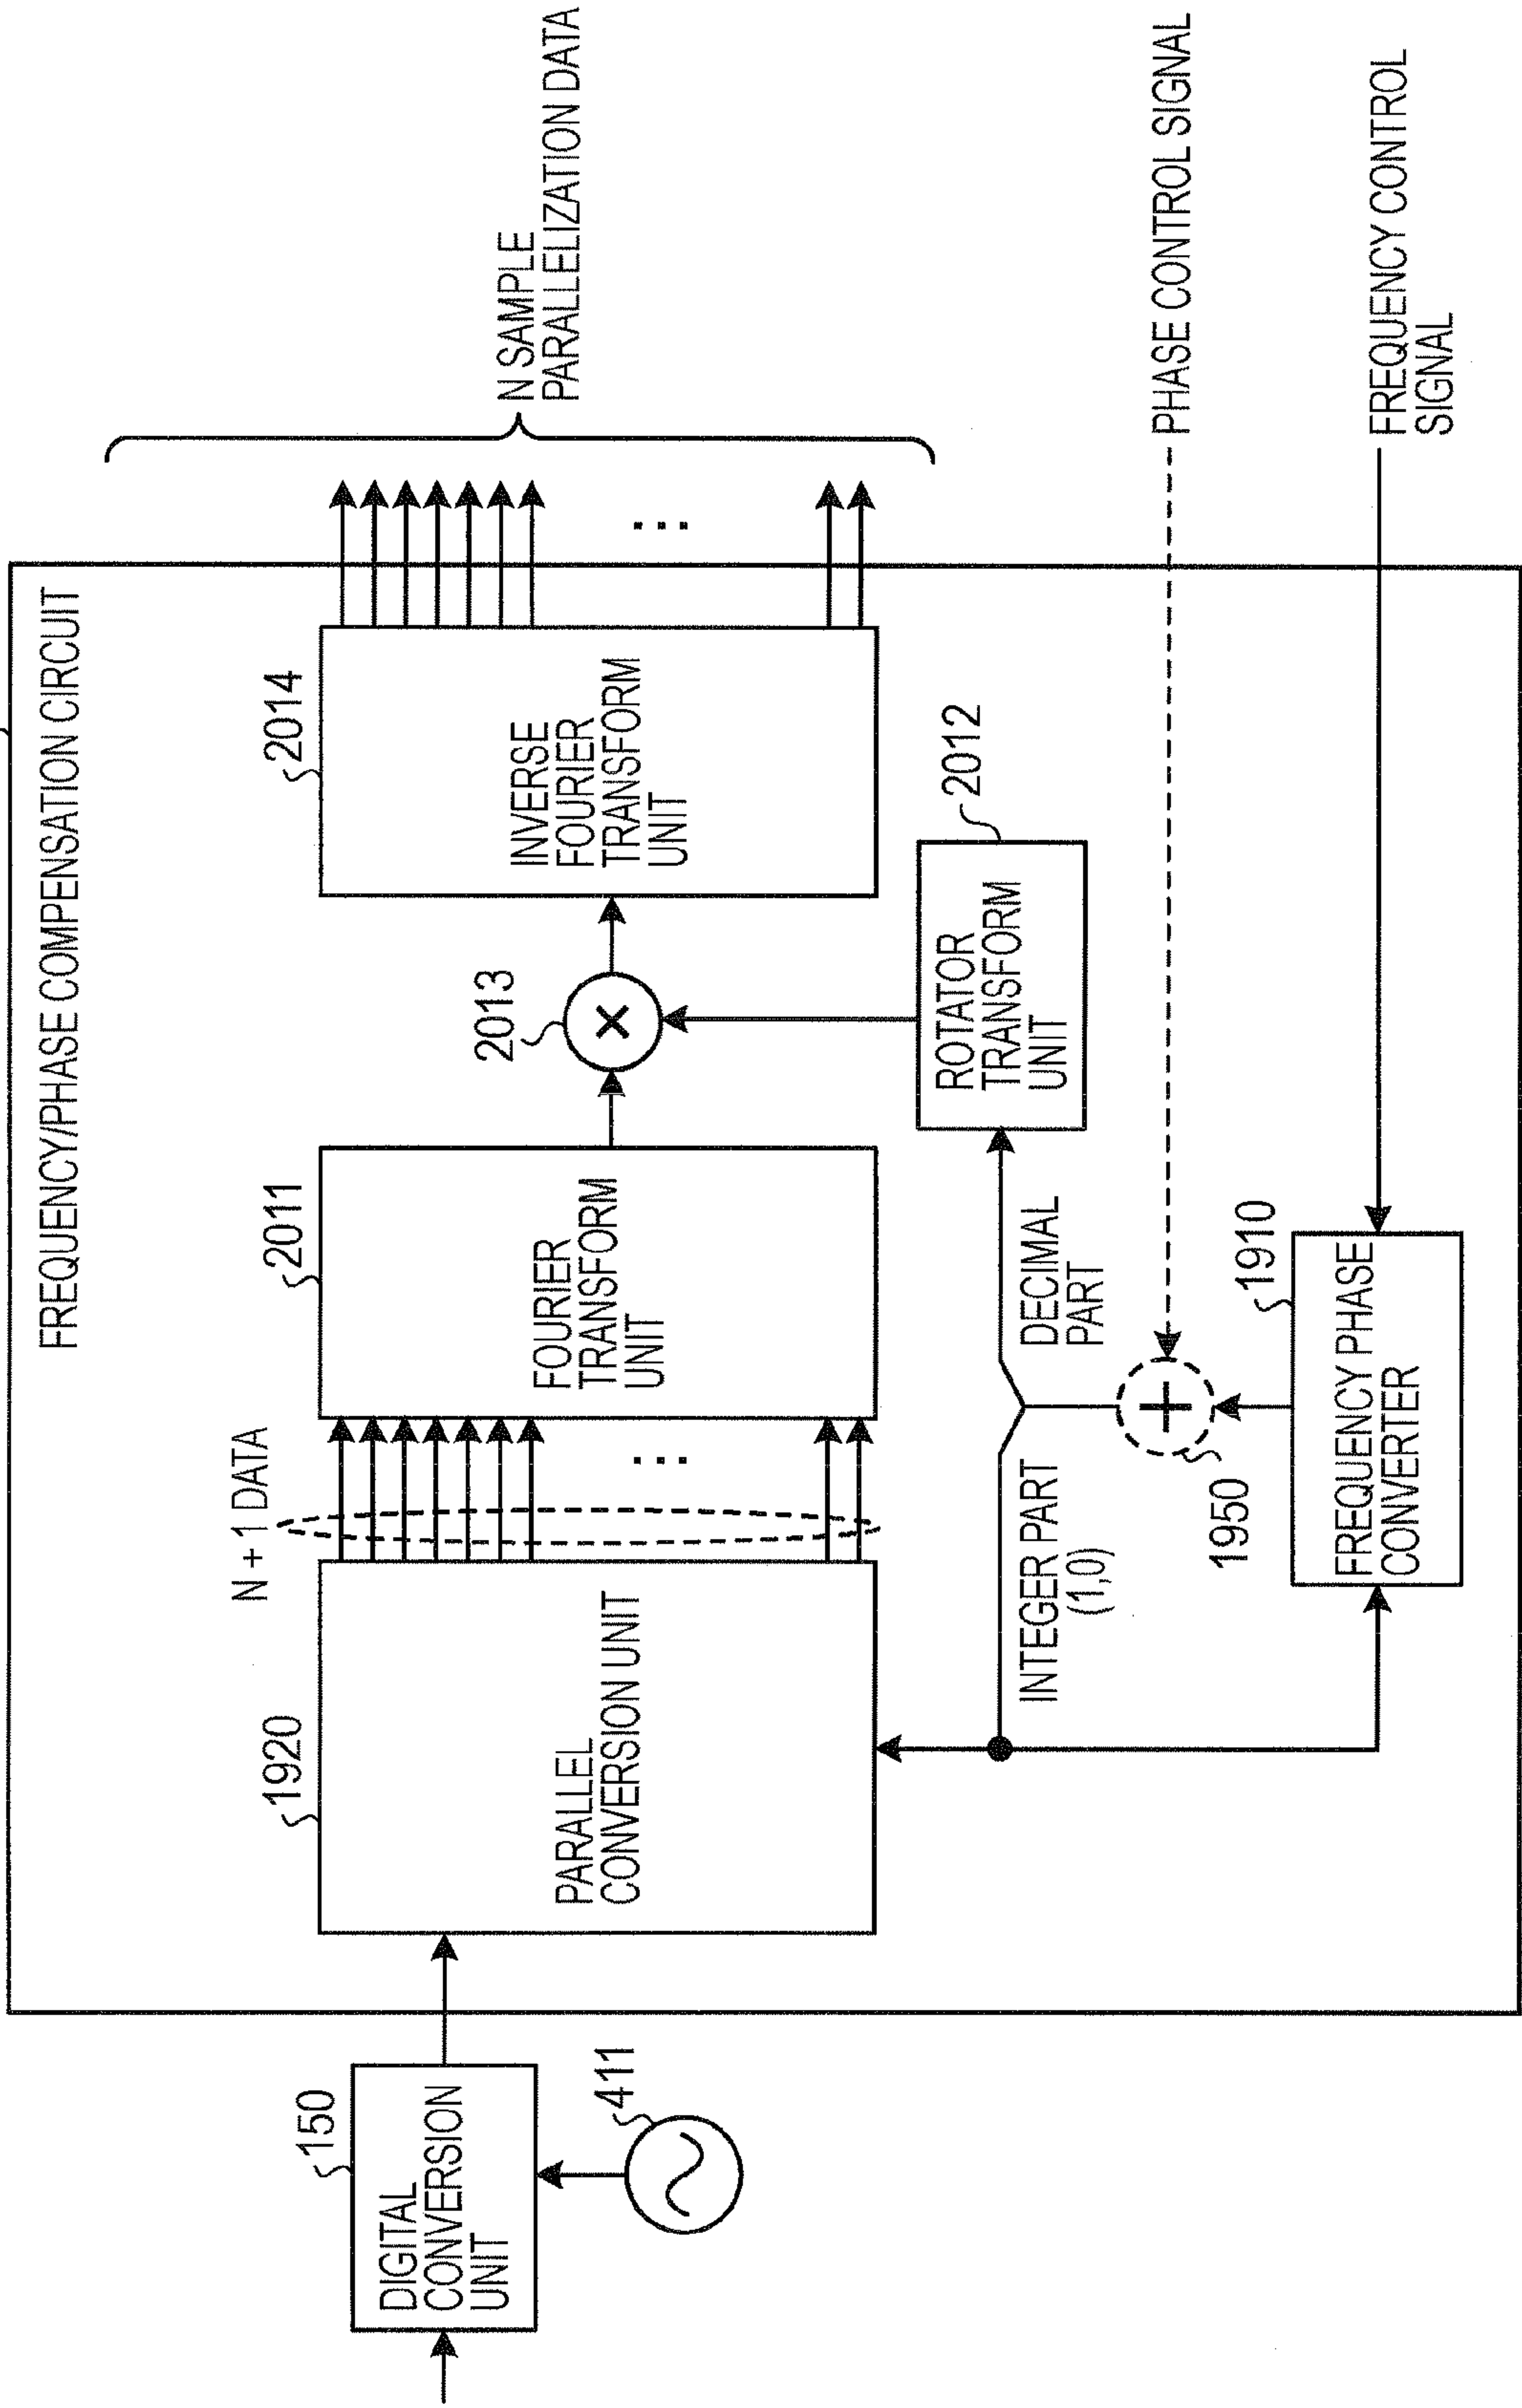 FREQUENCY/PHASE COMPENSATION CIRCUIT
150
DIGITAL
CONVERSION
UNIT
411
1920
PARALLEL
CONVERSION UNIT
N + 1 DATA
...
2011
FOURIER
TRANSFORM
UNIT
2013
×
2014
INVERSE
FOURIER
TRANSFORM
UNIT
...
N SAMPLE
PARALLELIZATION DATA
2012
ROTATOR
TRANSFORM
UNIT
INTEGER PART
(1,0)
DECIMAL
PART
1950
+
PHASE CONTROL SIGNAL
1910
FREQUENCY PHASE
CONVERTER
FREQUENCY CONTROL
SIGNAL